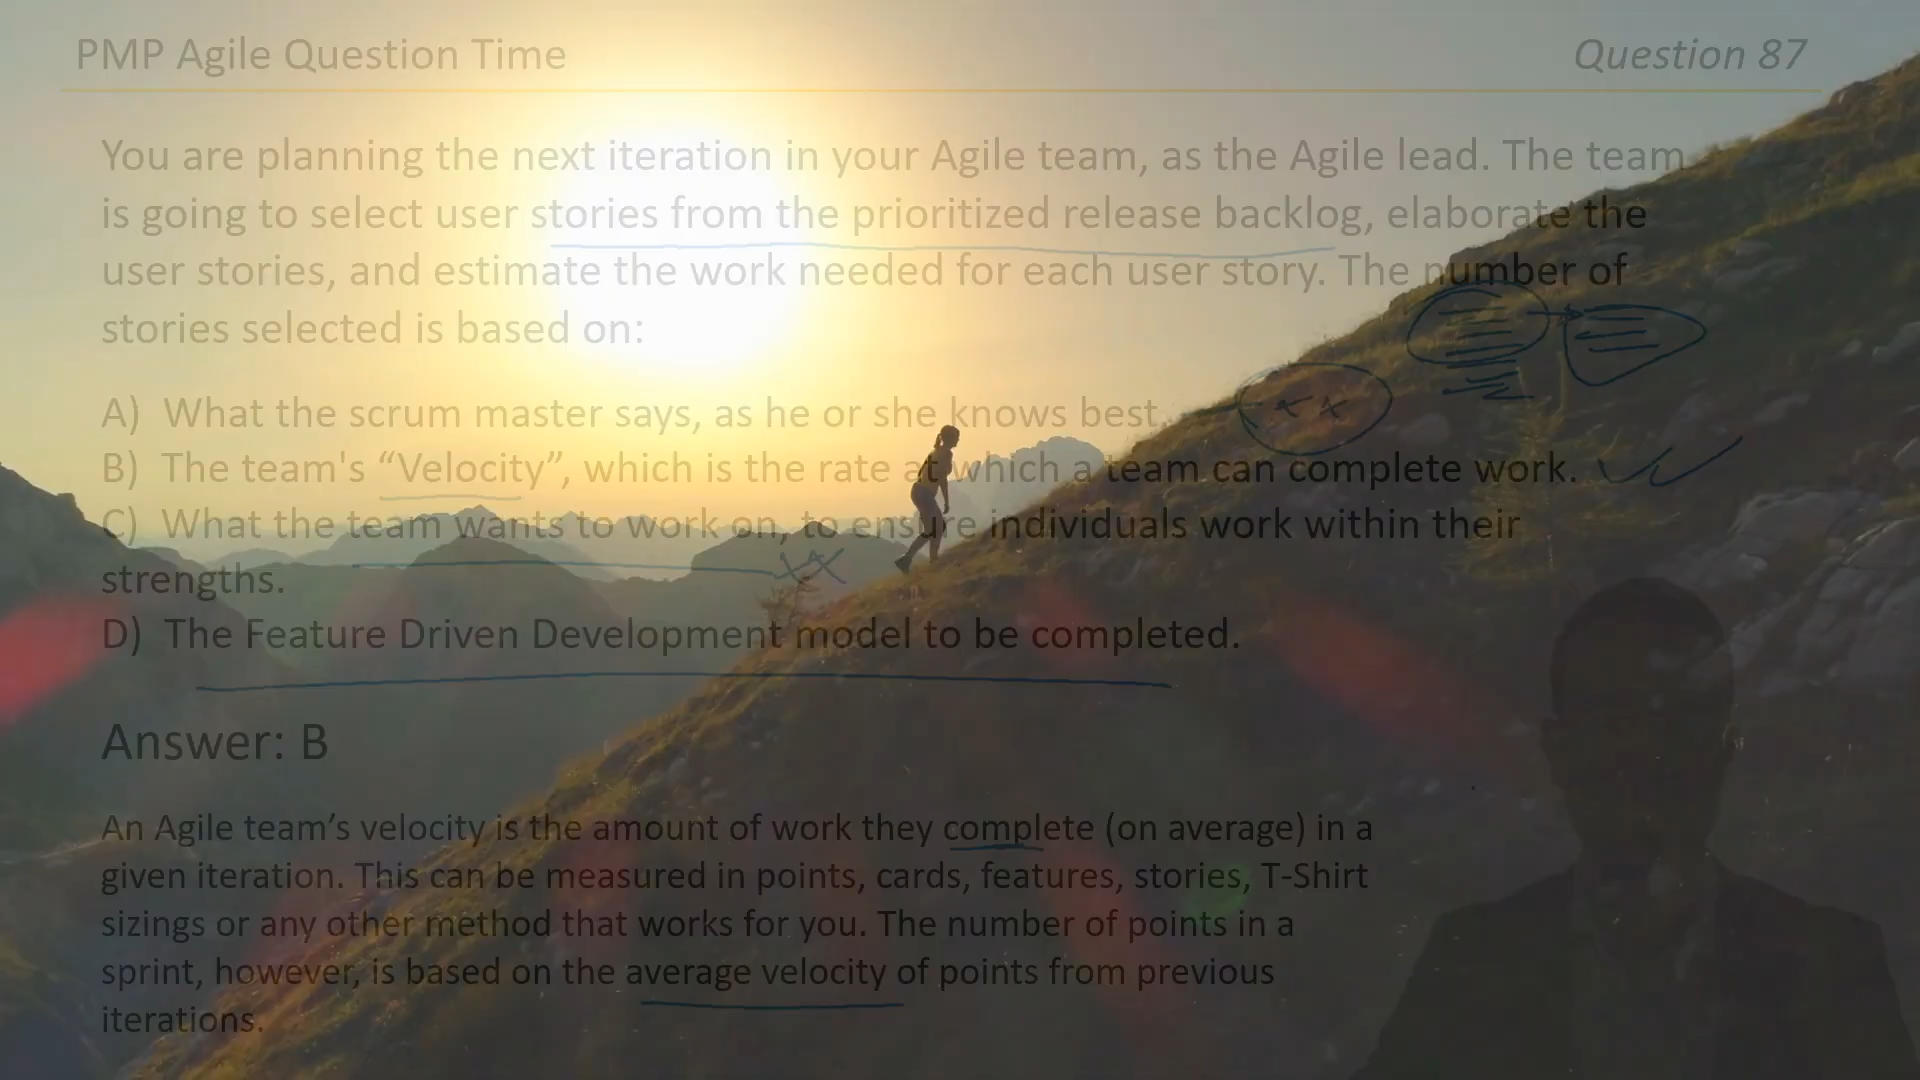 PMP Agile Question Time
Question 87
You are planning the next iteration in your Agile team, as the Agile lead. The team
is going to select user stories from the prioritized release backlog, elaborate the
user stories, and estimate the work needed for each user story. The number of
stories selected is based on:
A) What the scrum master says, as he or she knows best.
B) The team's “Velocity”, which is the rate at which a team can complete work.
C) What the team wants to work on, to ensure individuals work within their
strengths.
D) The Feature Driven Development model to be completed.
Answer: B
An Agile team’s velocity is the amount of work they complete (on average) in a
given iteration. This can be measured in points, cards, features, stories, T-Shirt
sizings or any other method that works for you. The number of points in a
sprint, however, is based on the average velocity of points from previous
iterations.